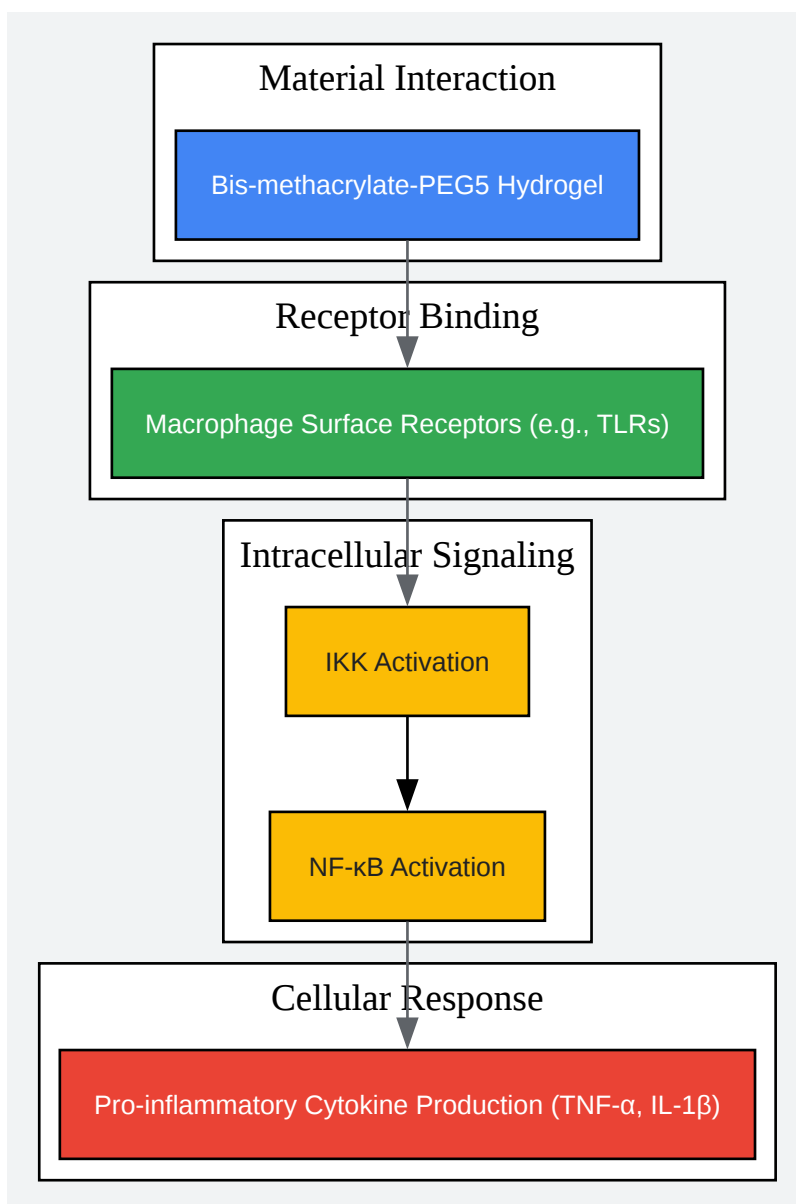 Material Interaction
Bis-methacrylate-PEG5 Hydrogel
Receptor Binding
Macrophage Surface Receptors (e.g., TLRs)
Intracellular Signaling
IKK Activation
NF-κB Activation
Cellular Response
Pro-inflammatory Cytokine Production (TNF-α, IL-1β)